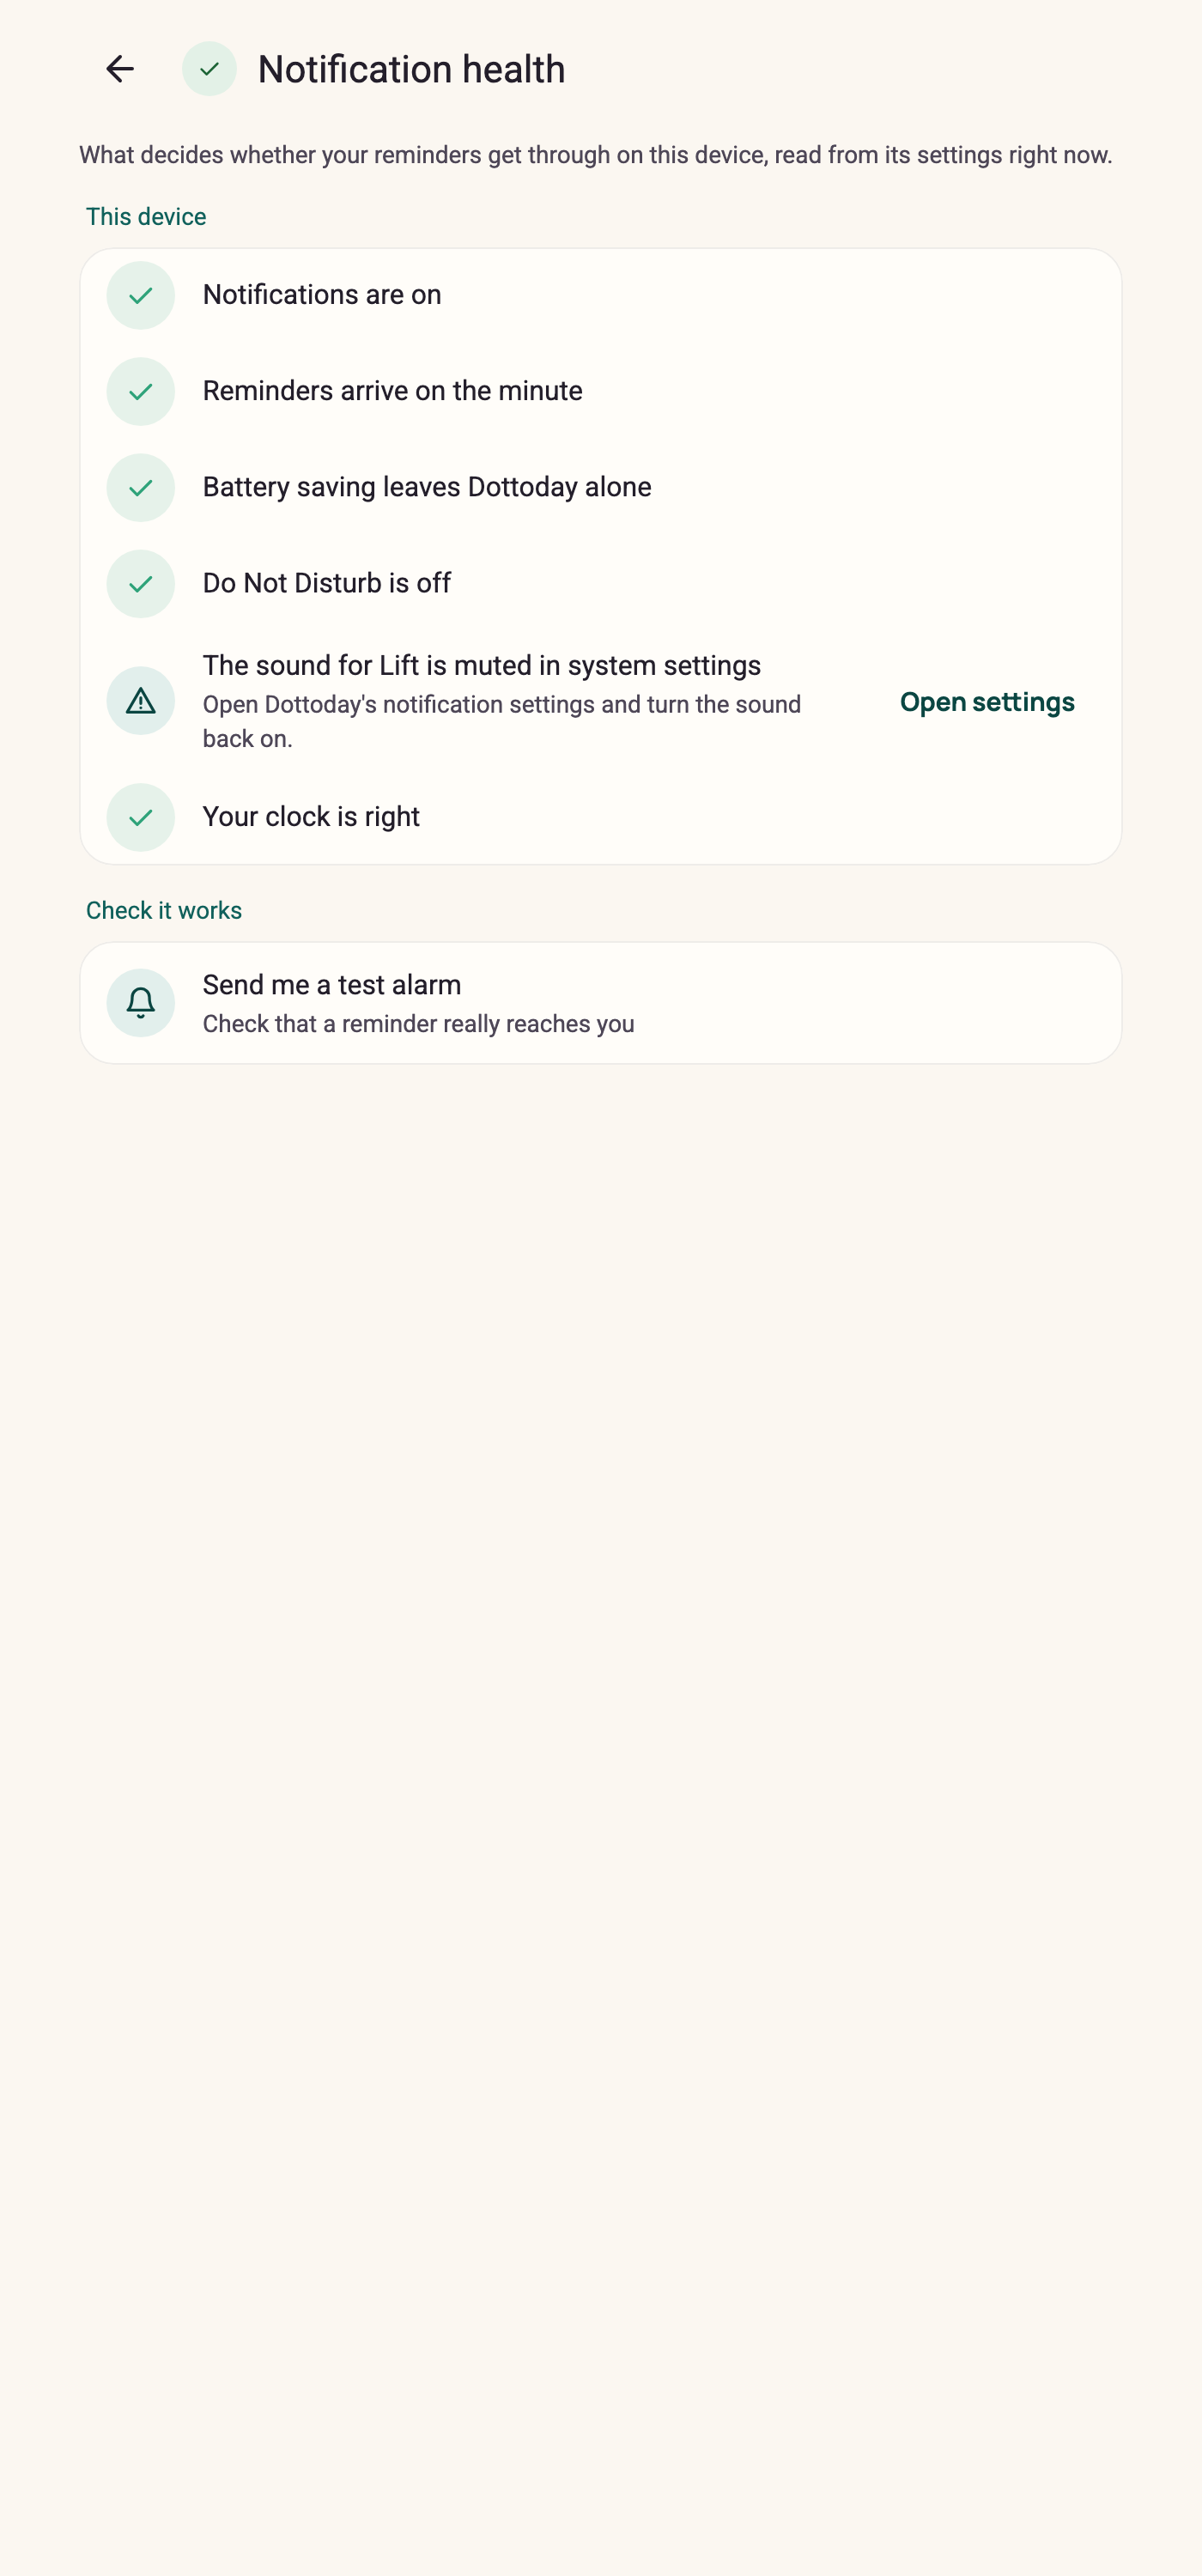 Notification health
What decides whether your reminders get through on this device, read from its settings right now.
This device
Notifications are on
Reminders arrive on the minute
Battery saving leaves Dottoday alone
Do Not Disturb is off
The sound for Lift is muted in system settings
Open Dottoday's notification settings and turn the sound
back on.
Open settings
Your clock is right
Check it works
Send me a test alarm
Check that a reminder really reaches you